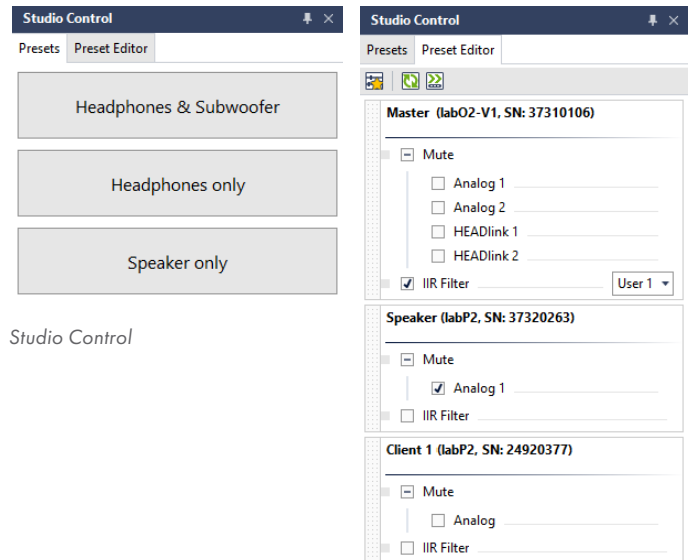 Studio Control
Presets Preset Editor
Headphones & Subwoofer
Headphones only
Speaker only
Studio Control
Studio Control
Presets Preset Editor
Master (labO2-V1, SN: 37310106)
Mute
Analog 1
Analog 2
HEADlink 1
HEADlink 2
IIR Filter User 1
Speaker (labP2, SN: 37320263)
Mute
Analog 1
IIR Filter
Client 1 (labP2, SN: 24920377)
Mute
Analog
IIR Filter